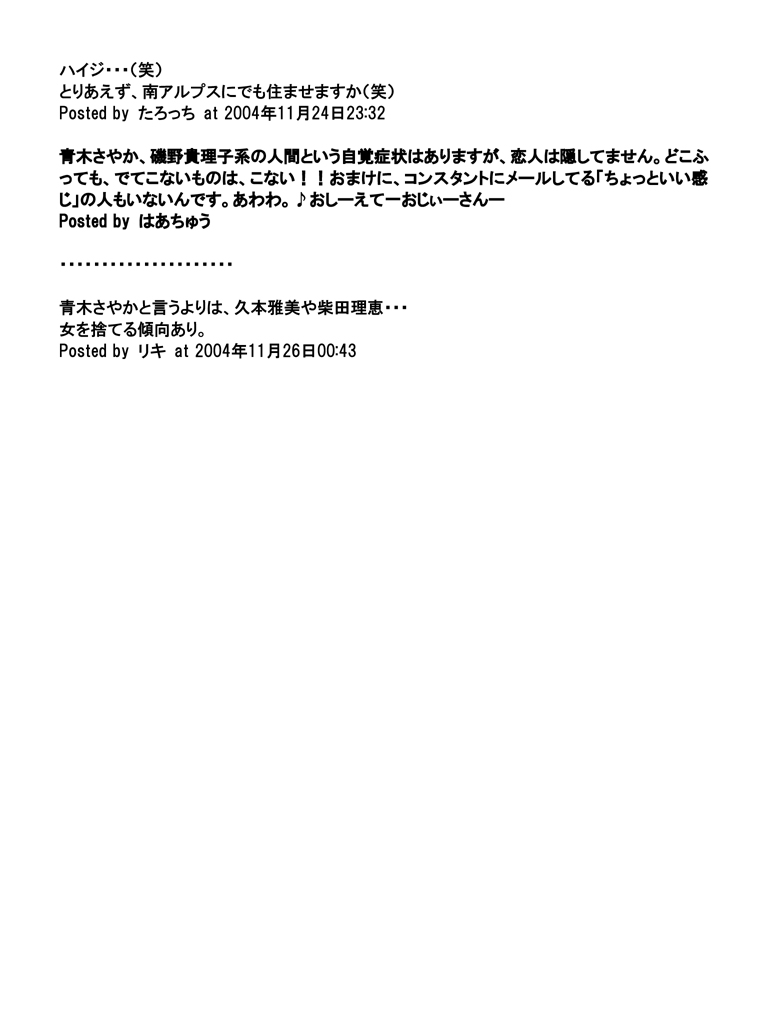 ハイジ・・・（笑）
とりあえず、南アルプスにでも住ませますか（笑）
Posted by たろっち at 2004年11月24日23:32
青木さやか、磯野貴理子系の人間という自覚症状はありますが、恋人は隠してません。どこふ
っても、でてこないものは、こない！！おまけに、コンスタントにメールしてる「ちょっといい感
じ」の人もいないんです。あわわ。♪おしーえてーおじぃーさんー
Posted by はあちゅう
・・・・・・・・・・・・・・・・・・・・・
青木さやかと言うよりは、久本雅美や柴田理恵・・・
女を捨てる傾向あり。
Posted by リキ at 2004年11月26日00:43